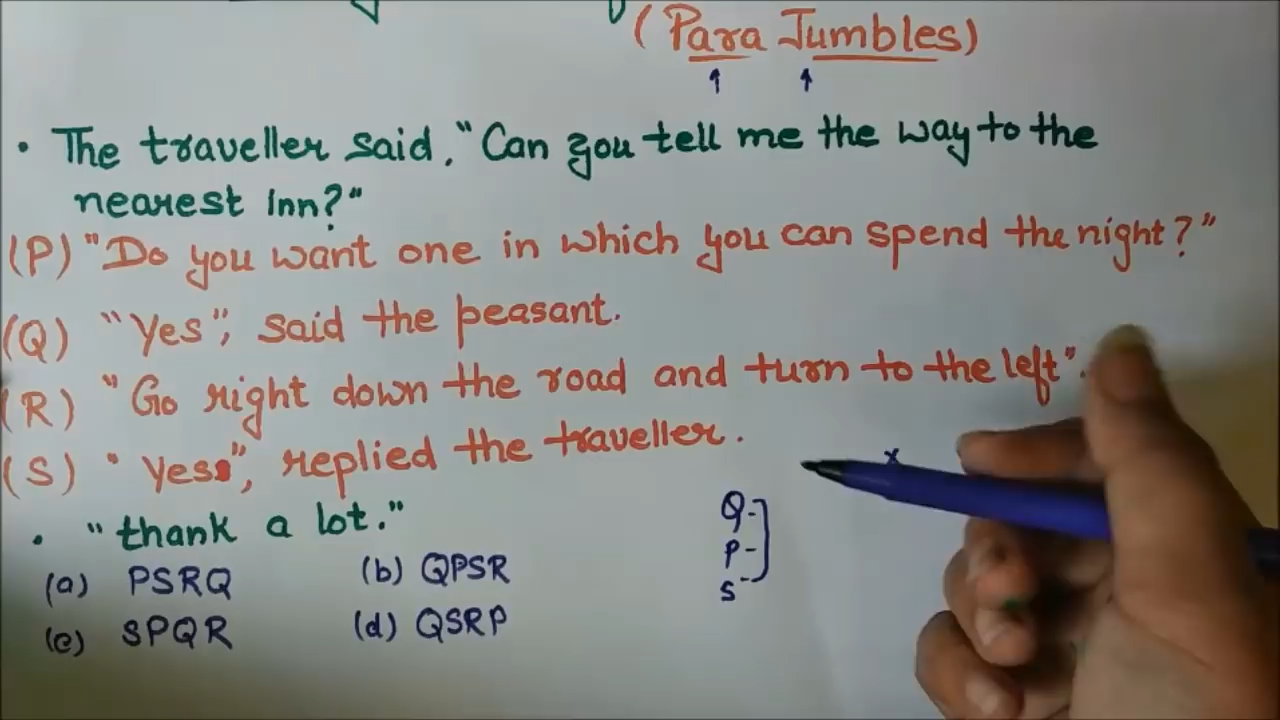 (Para Jumbles)
• The traveller said, "Can you tell me the way to the
nearest Inn?"
(P) "Do you want one in which you can spend the night?"
(Q) "Yes", said the peasant.
(R) "Go right down the road and turn to the left".
(S) "Yes", replied the traveller.
• "thank a lot."
(a) PSRQ (b) QPSR
(c) SPQR (d) QSRP
Q-
P-
S-
x